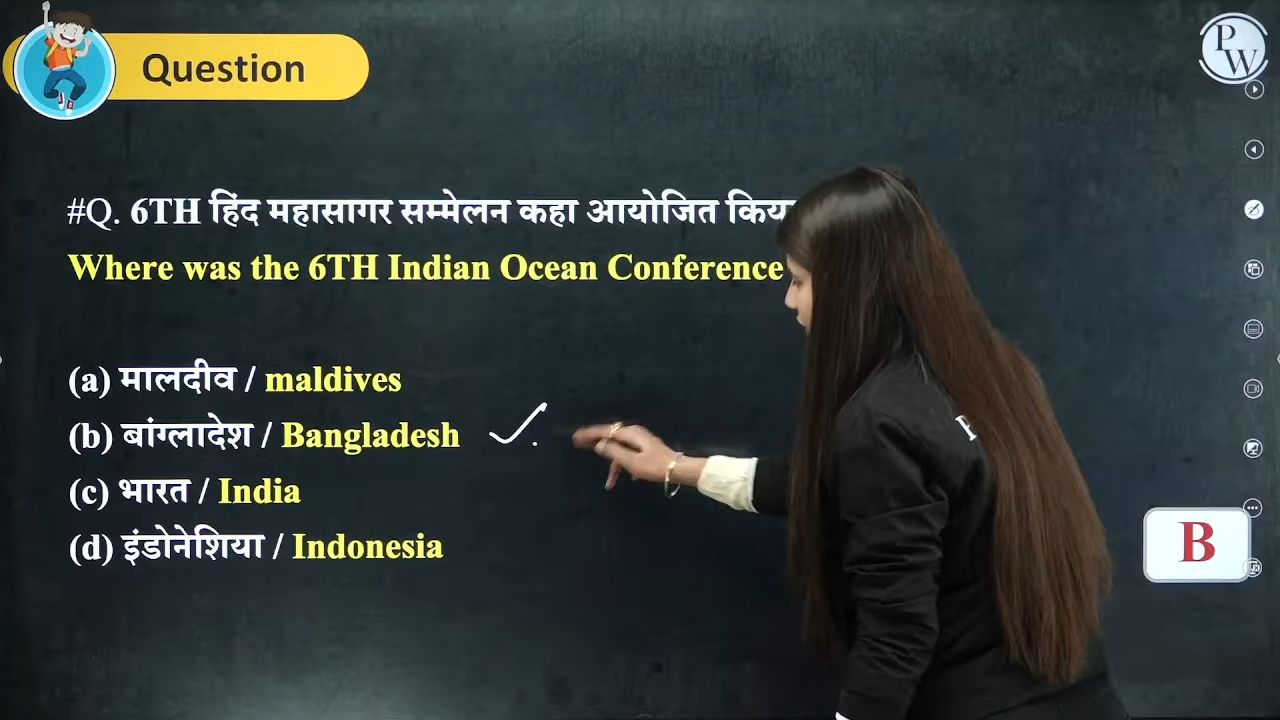 Question
PW
#Q. 6TH हिंद महासागर सम्मेलन कहा आयोजित
Where was the 6TH Indian Ocean Conference
(a) मालदीव / maldives
(b) बांग्लादेश / Bangladesh
(c) भारत / India
(d) इंडोनेशिया / Indonesia
B